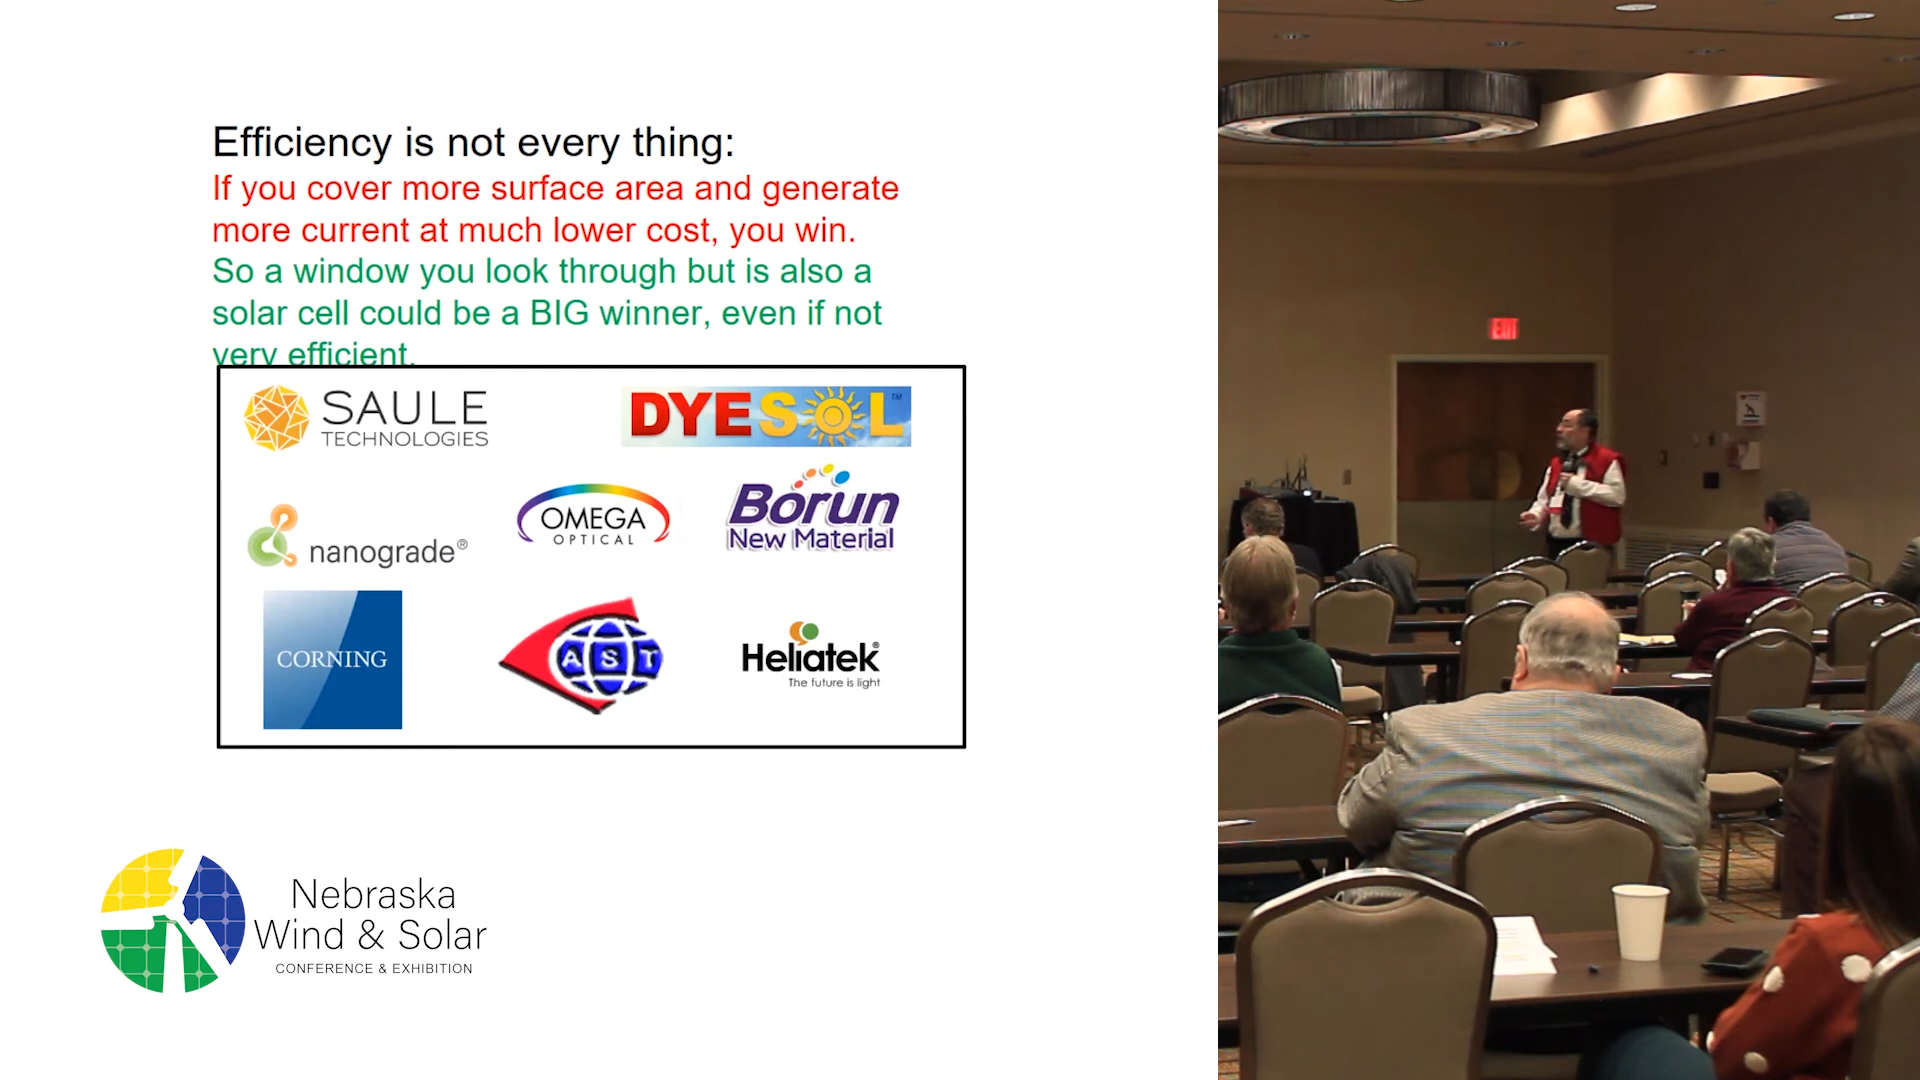 Efficiency is not every thing:
If you cover more surface area and generate
more current at much lower cost, you win.
So a window you look through but is also a
solar cell could be a BIG winner, even if not
very efficient.
SAULE
TECHNOLOGIES
DYESOL™
nanograde®
OMEGA
OPTICAL
Borun
New Material
CORNING
AST
Heliatek®
The future is light
Nebraska
Wind & Solar
CONFERENCE & EXHIBITION
EXIT